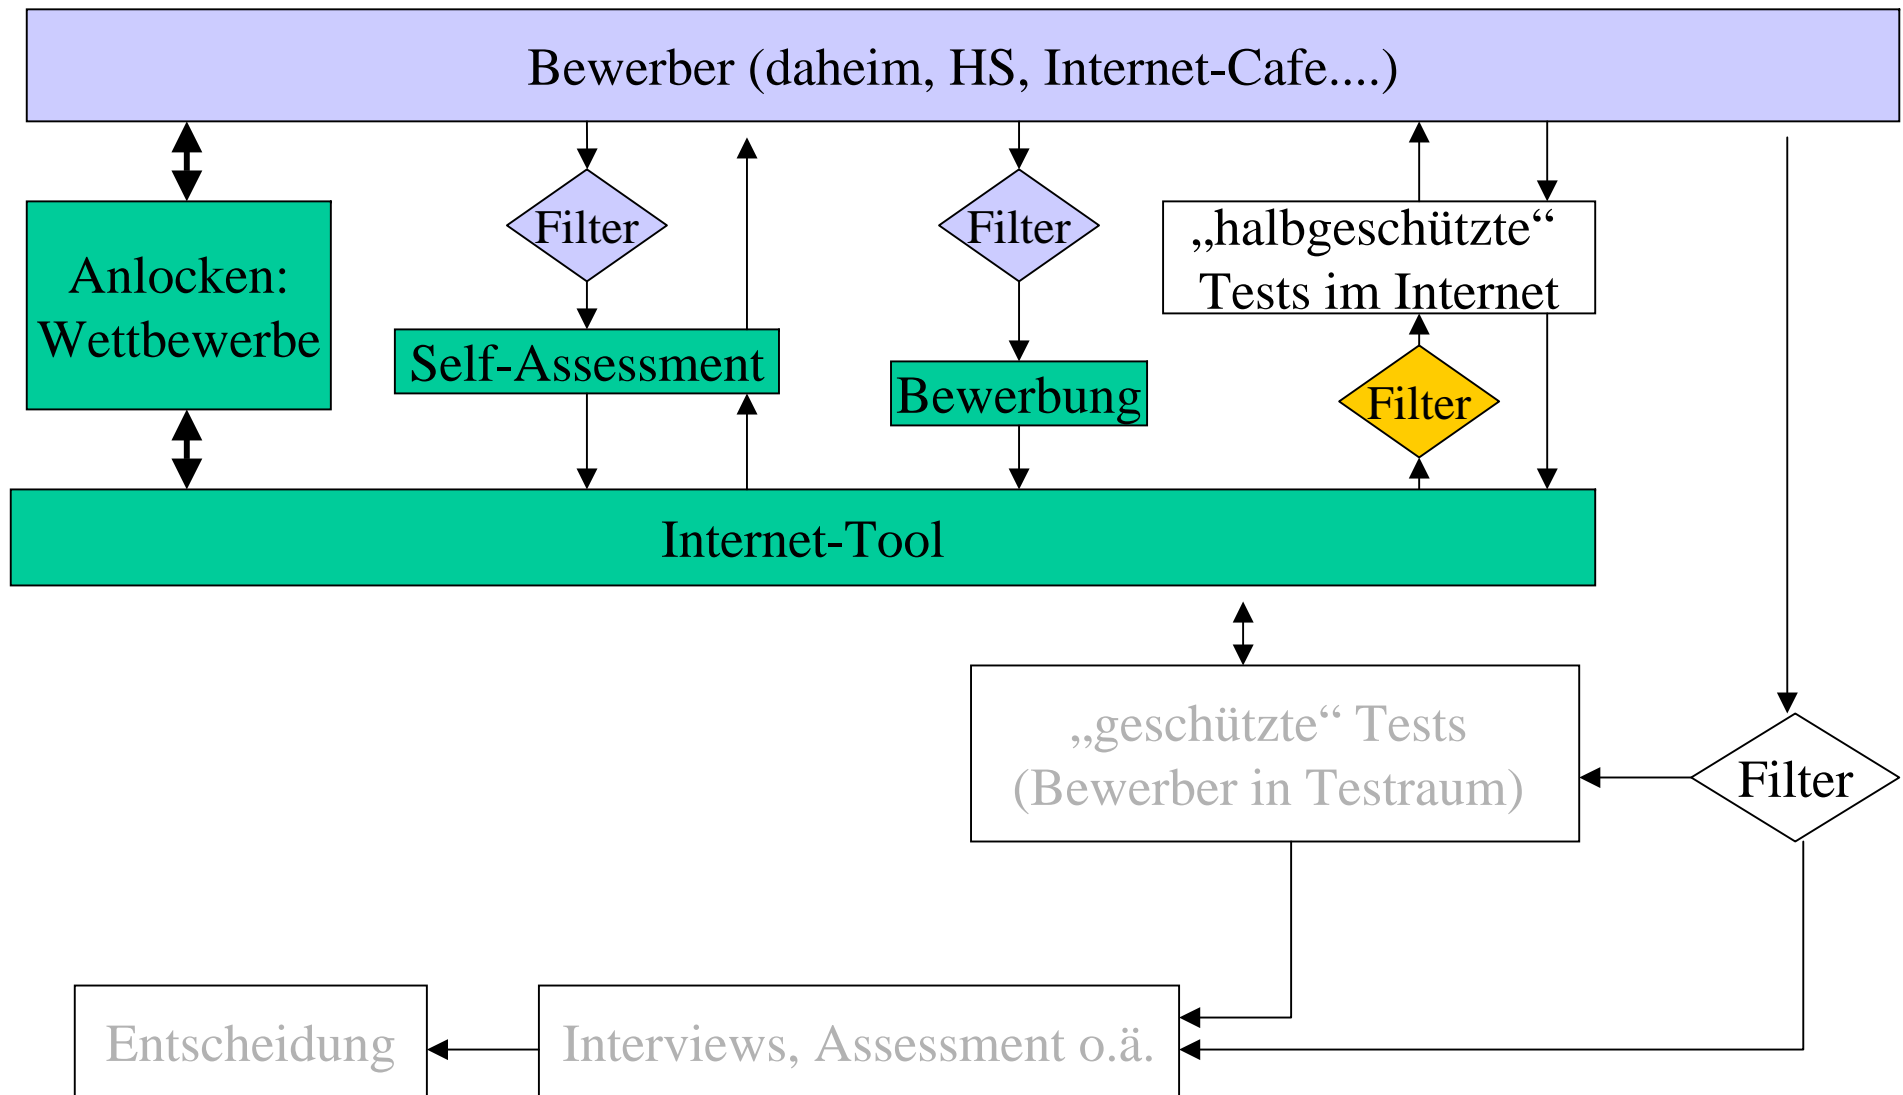 Bewerber (daheim, HS, Internet-Cafe....)
Anlocken:
Wettbewerbe
Filter
Self-Assessment
Filter
Bewerbung
„halbgeschützte“
Tests im Internet
Filter
Internet-Tool
„geschützte“ Tests
(Bewerber in Testraum)
Filter
Entscheidung
Interviews, Assessment o.ä.